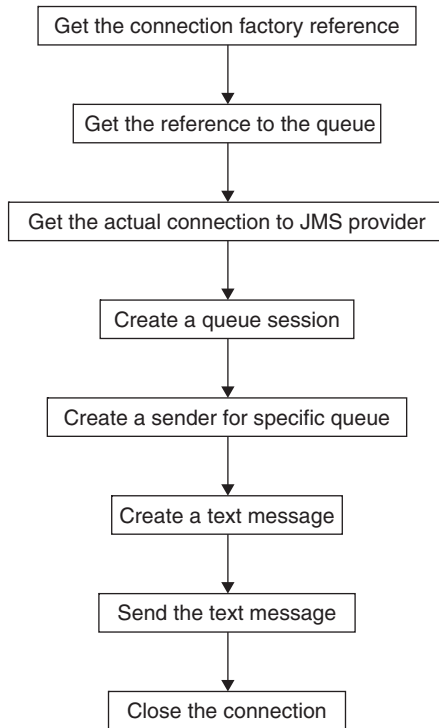 Get the connection factory reference
Get the reference to the queue
Get the actual connection to JMS provider
Create a queue session
Create a sender for specific queue
Create a text message
Send the text message
Close the connection